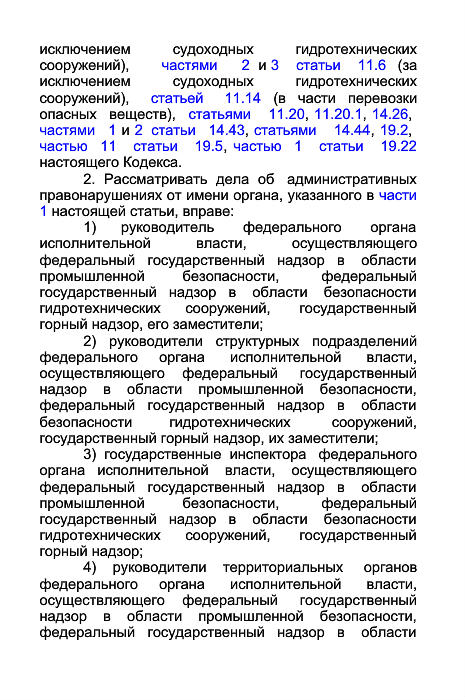 исключением судоходных гидротехнических
сооружений), частями 2 и 3 статьи 11.6 (за
исключением судоходных гидротехнических
сооружений), статьей 11.14 (в части перевозки
опасных веществ), статьями 11.20, 11.20.1, 14.26,
частями 1 и 2 статьи 14.43, статьями 14.44, 19.2,
частью 11 статьи 19.5, частью 1 статьи 19.22
настоящего Кодекса.
2. Рассматривать дела об административных
правонарушениях от имени органа, указанного в части
1 настоящей статьи, вправе:
1) руководитель федерального органа
исполнительной власти, осуществляющего
федеральный государственный надзор в области
промышленной безопасности, федеральный
государственный надзор в области безопасности
гидротехнических сооружений, государственный
горный надзор, его заместители;
2) руководители структурных подразделений
федерального органа исполнительной власти,
осуществляющего федеральный государственный
надзор в области промышленной безопасности,
федеральный государственный надзор в области
безопасности гидротехнических сооружений,
государственный горный надзор, их заместители;
3) государственные инспектора федерального
органа исполнительной власти, осуществляющего
федеральный государственный надзор в области
промышленной безопасности, федеральный
государственный надзор в области безопасности
гидротехнических сооружений, государственный
горный надзор;
4) руководители территориальных органов
федерального органа исполнительной власти,
осуществляющего федеральный государственный
надзор в области промышленной безопасности,
федеральный государственный надзор в области